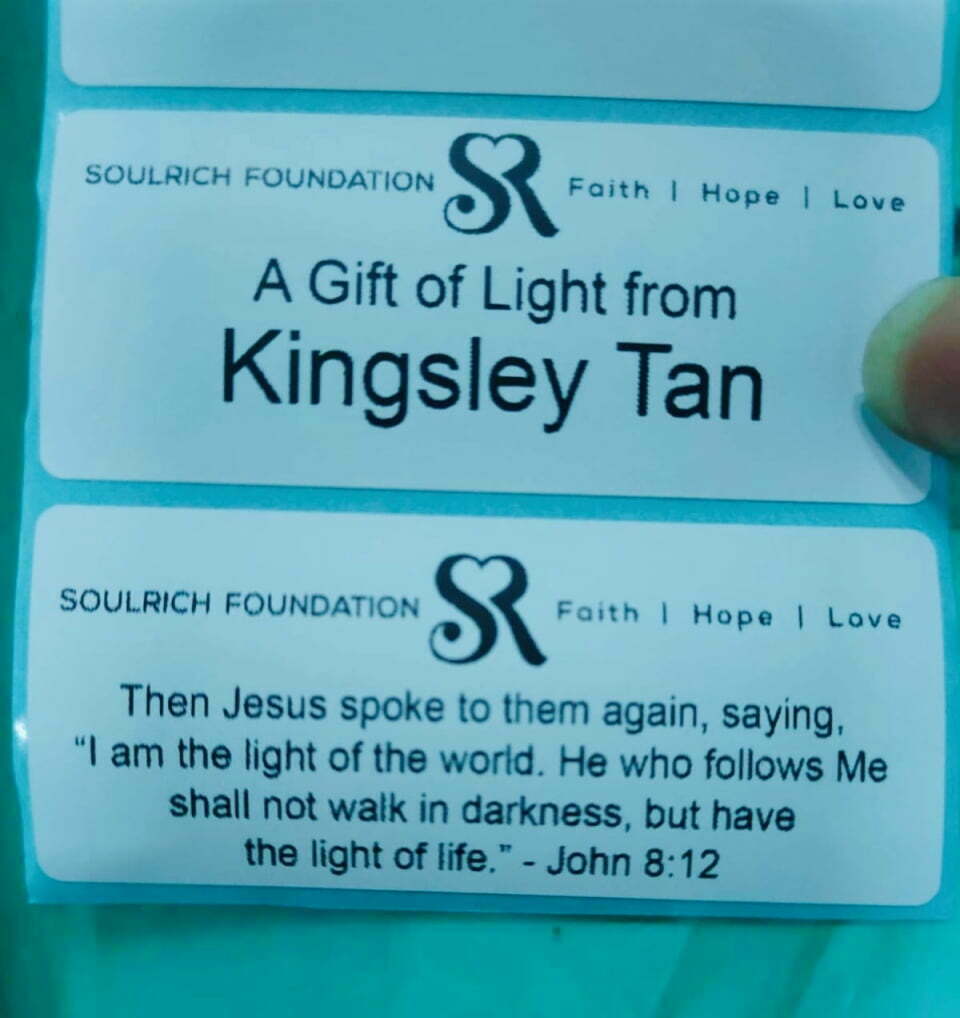 SOULRICH FOUNDATION SR Faith | Hope | Love
A Gift of Light from
Kingsley Tan
SOULRICH FOUNDATION SR Faith | Hope | Love
Then Jesus spoke to them again, saying,
“I am the light of the world. He who follows Me
shall not walk in darkness, but have
the light of life.” - John 8:12